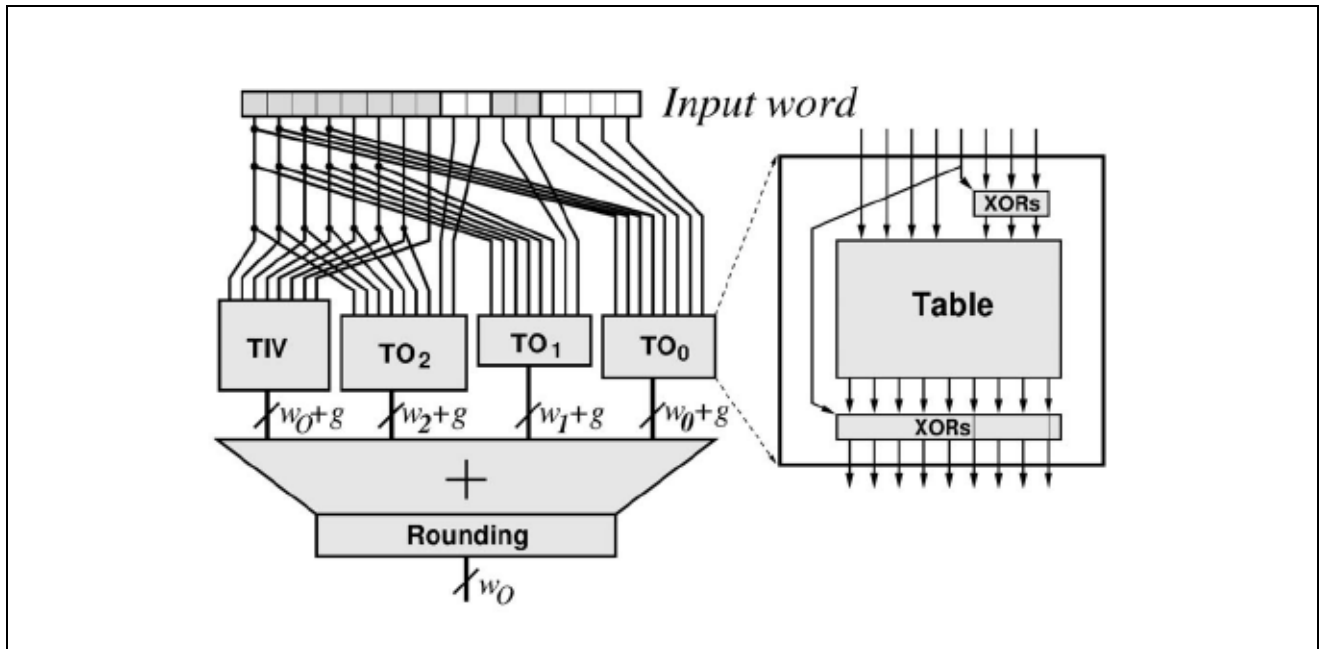 Input word
XORs
Table
TIV
TO2
TO1
TO0
wO+g
w2+g
w1+g
w0+g
XORs
+
Rounding
wO